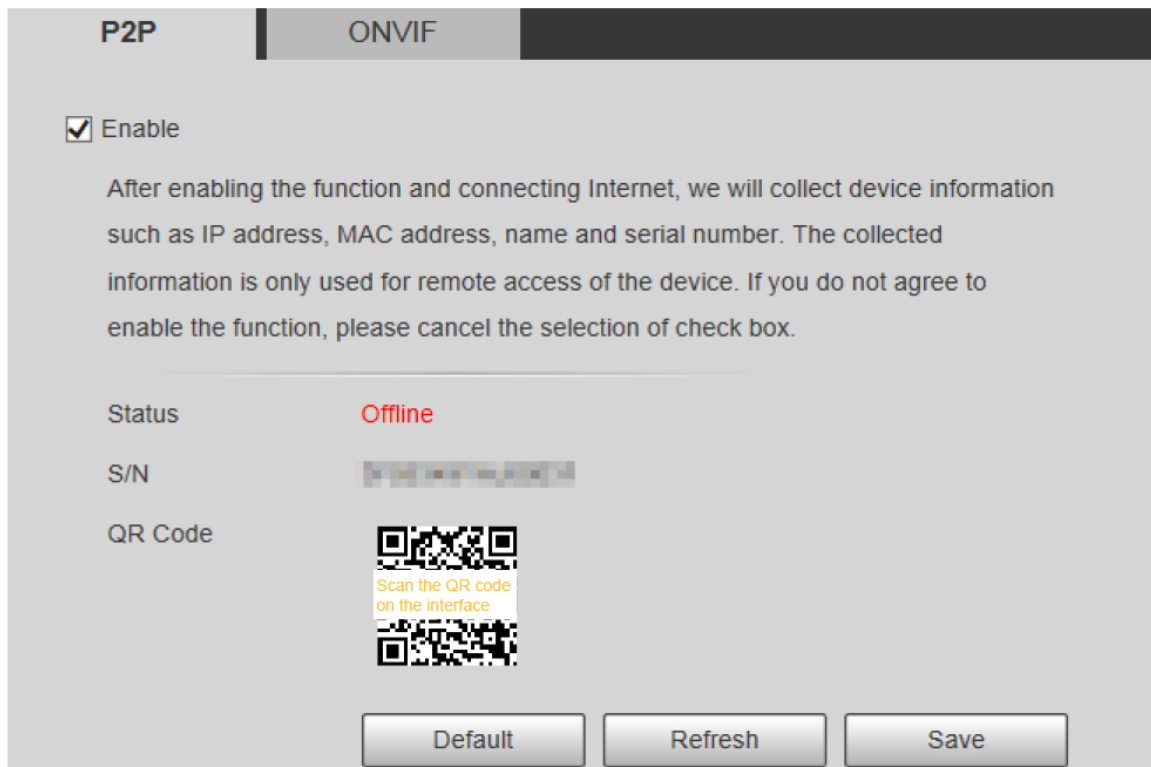 P2P ONVIF
Enable
After enabling the function and connecting Internet, we will collect device information
such as IP address, MAC address, name and serial number. The collected
information is only used for remote access of the device. If you do not agree to
enable the function, please cancel the selection of check box.
Status Offline
S/N
QR Code
Scan the QR code
on the interface
Default Refresh Save